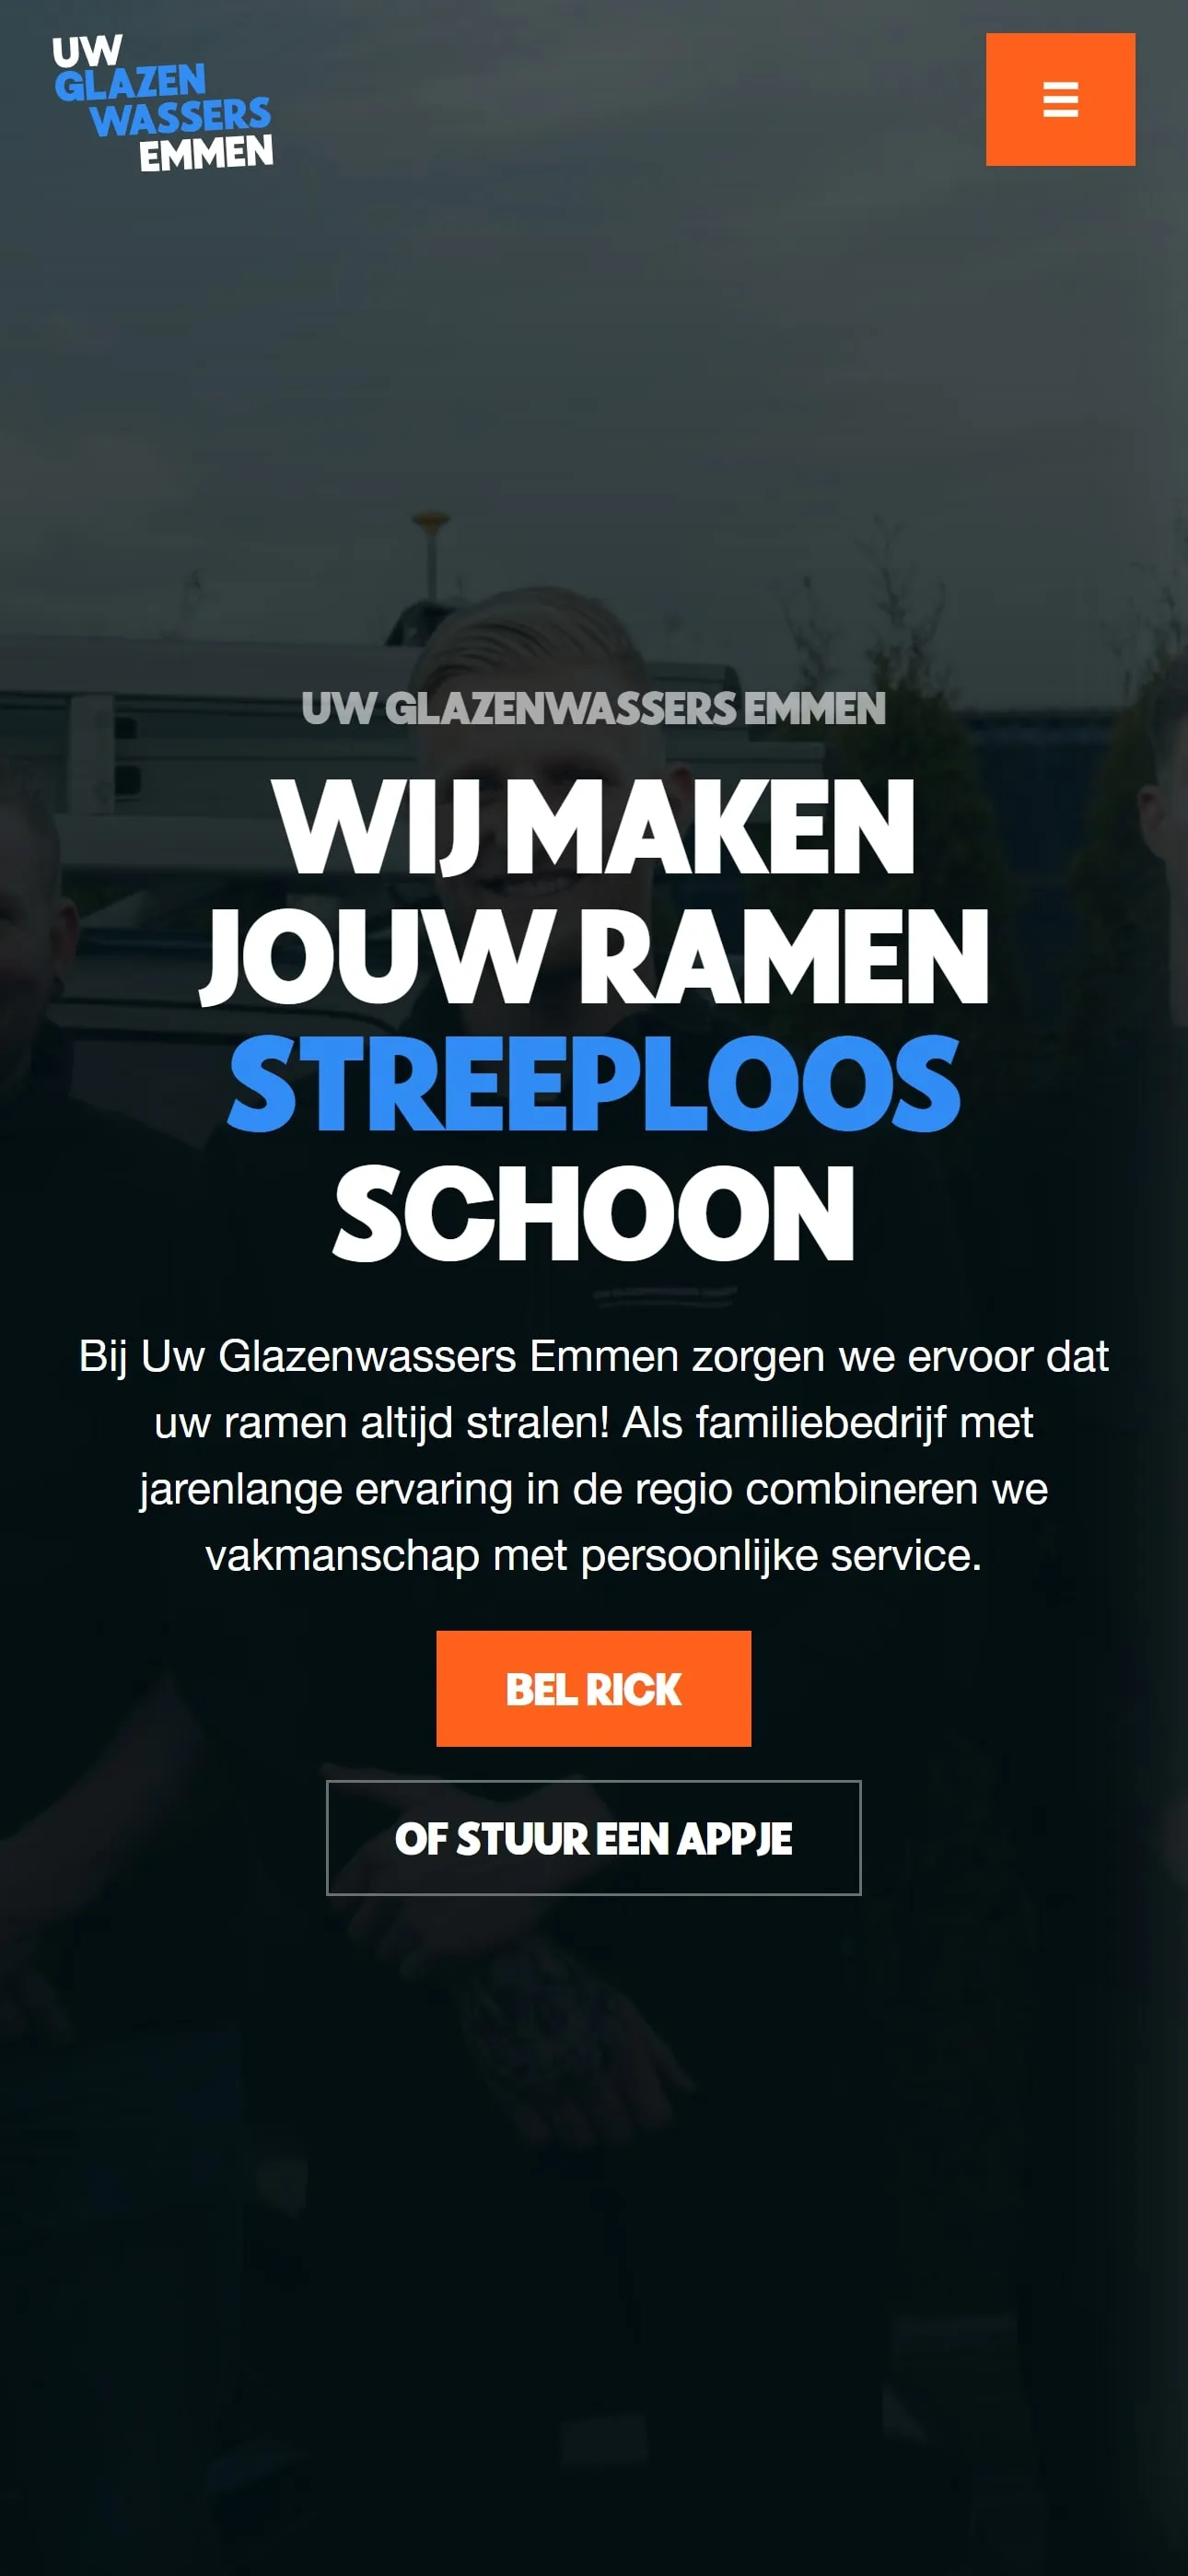 UW
GLAZEN
WASSERS
EMMEN
UW GLAZENWASSERS EMMEN
WIJ MAKEN
JOUW RAMEN
STREEPLOOS
SCHOON
Bij Uw Glazenwassers Emmen zorgen we ervoor dat
uw ramen altijd stralen! Als familiebedrijf met
jarenlange ervaring in de regio combineren we
vakmanschap met persoonlijke service.
BEL RICK
OF STUUR EEN APPJE